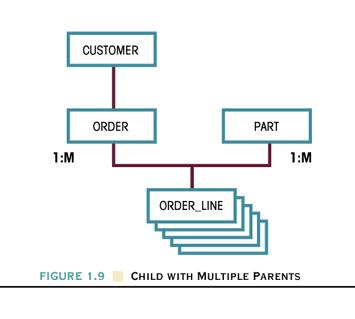 CUSTOMER
ORDER
PART
1:M
1:M
ORDER_LINE
FIGURE 1.9 CHILD WITH MULTIPLE PARENTS